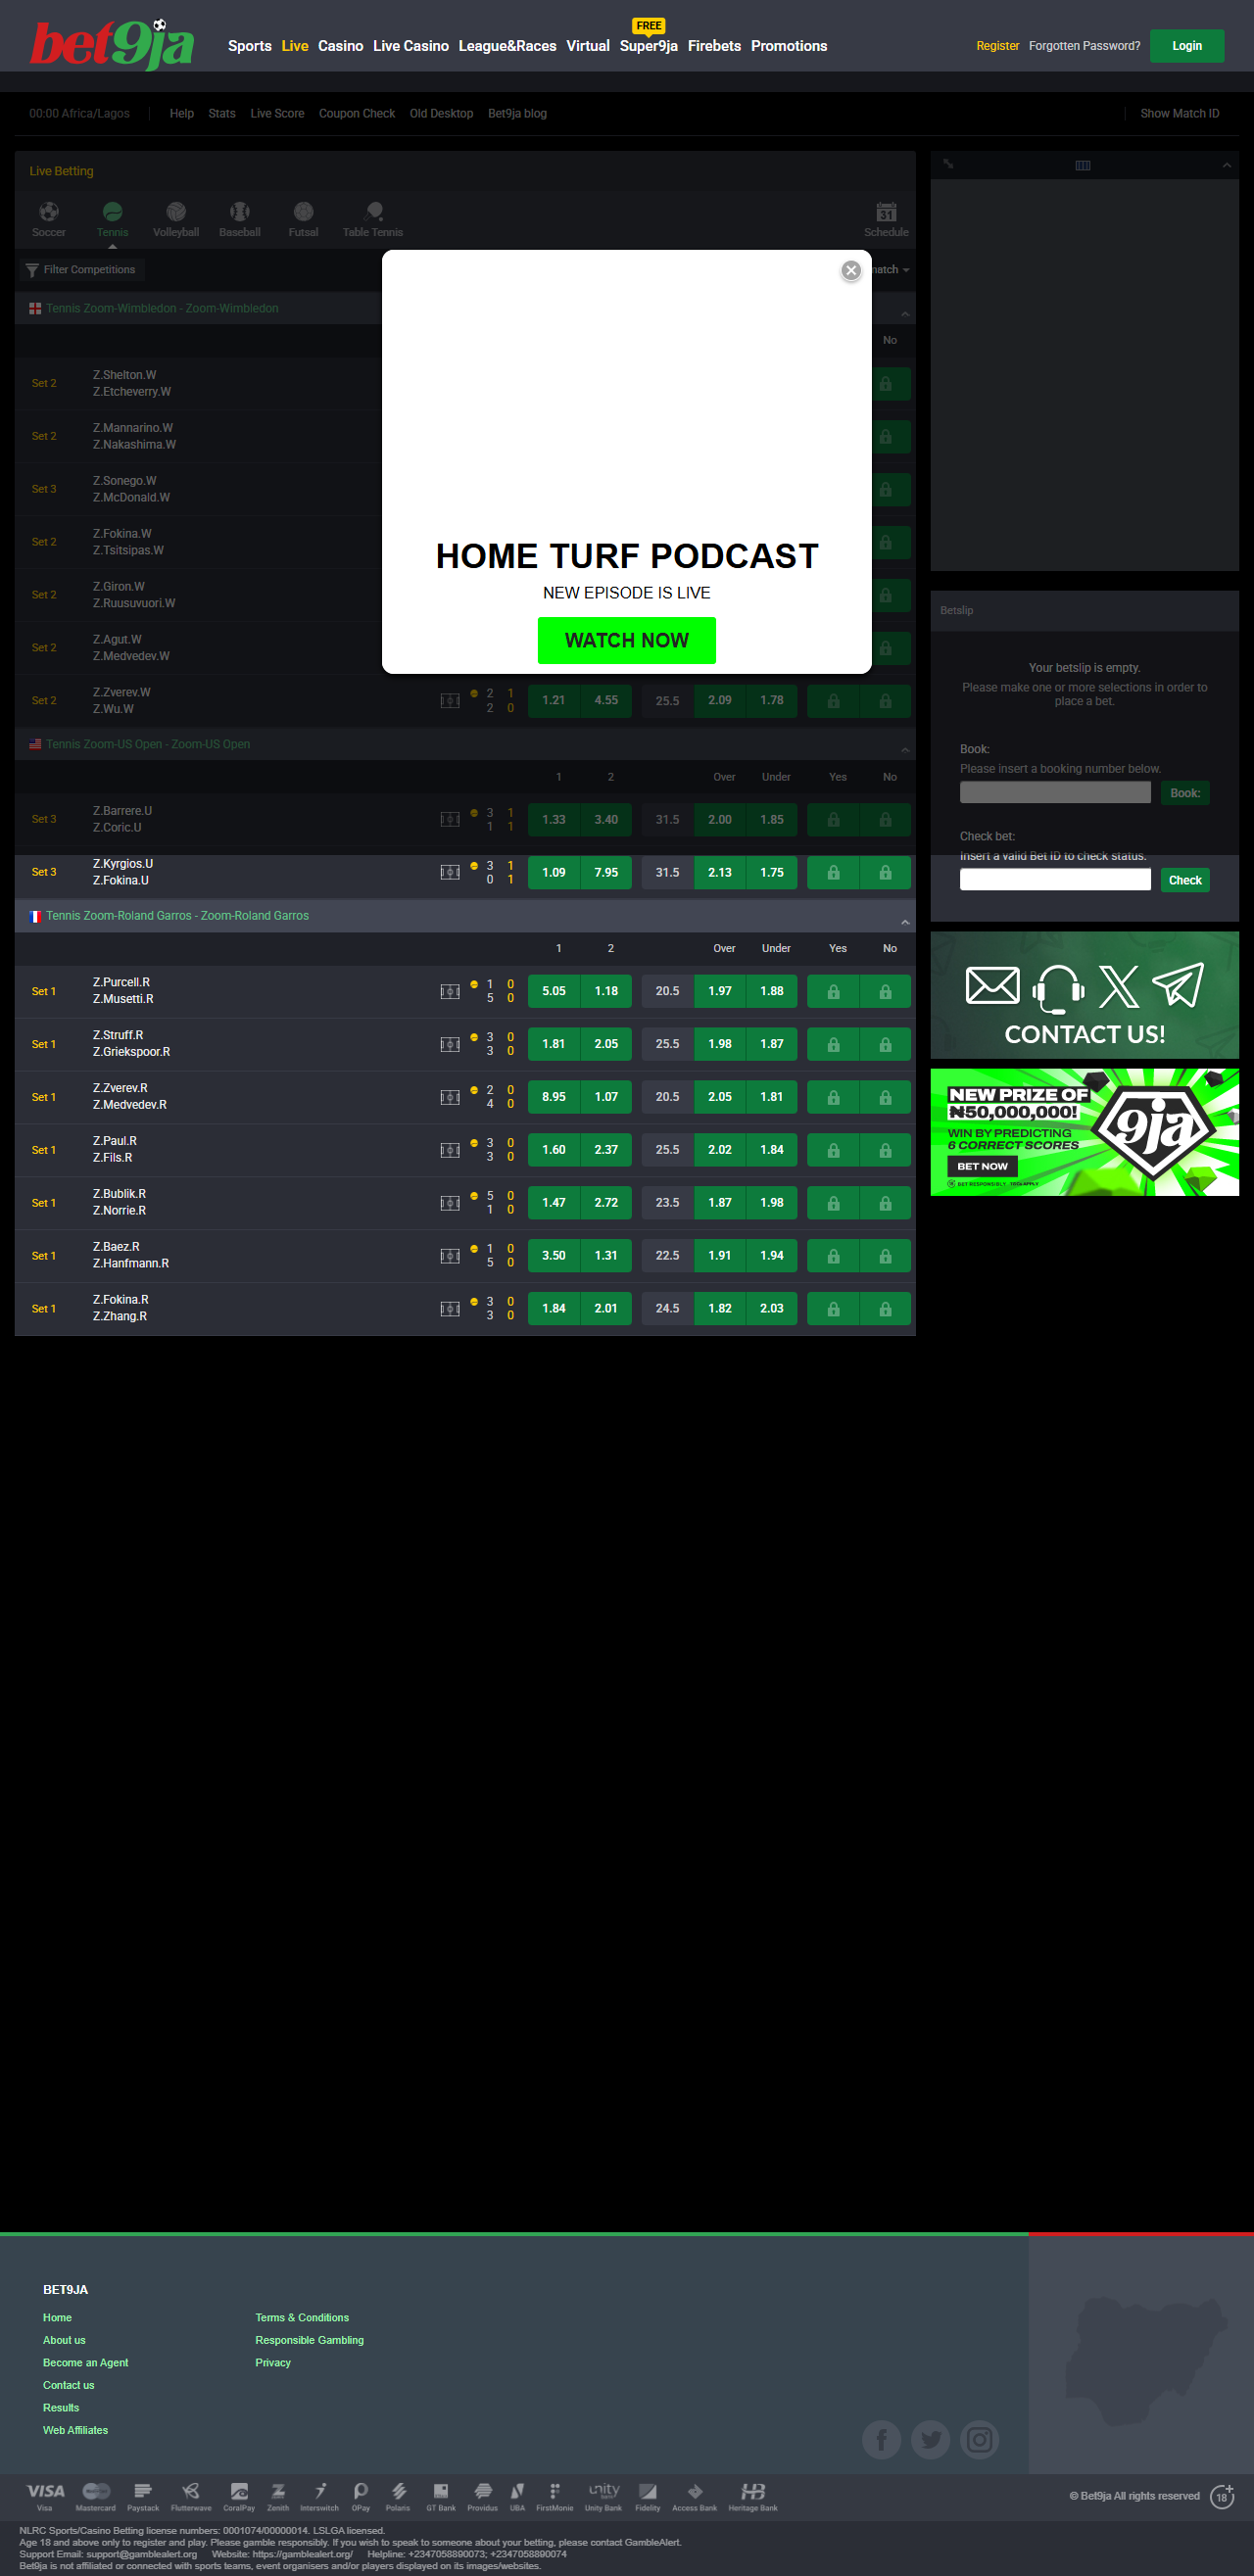 bet9ja
Sports Live Casino Live Casino League&Races Virtual Super9ja Firebets Promotions
FREE
Register Forgotten Password? Login
00:00 Africa/Lagos Help Stats Live Score Coupon Check Old Desktop Bet9ja blog Show Match ID
Live Betting
Soccer Tennis Volleyball Baseball Futsal Table Tennis 31 Schedule
Filter Competitions
match
Tennis Zoom-Wimbledon - Zoom-Wimbledon
No
Set 2 Z.Shelton.W
Z.Etcheverry.W
Set 2 Z.Mannarino.W
Z.Nakashima.W
Set 3 Z.Sonego.W
Z.McDonald.W
Set 2 Z.Fokina.W
Z.Tsitsipas.W
Set 2 Z.Giron.W
Z.Ruusuvuori.W
Set 2 Z.Agut.W
Z.Medvedev.W
HOME TURF PODCAST
NEW EPISODE IS LIVE
WATCH NOW
Set 2 Z.Zverev.W 2 1 1.21 4.55 25.5 2.09 1.78
Z.Wu.W 2 0
Tennis Zoom-US Open - Zoom-US Open
1 2 Over Under Yes No
Set 3 Z.Barrere.U 3 1 1.33 3.40 31.5 2.00 1.85
Z.Coric.U 1 1
Set 3 Z.Kyrgios.U 3 1 1.09 7.95 31.5 2.13 1.75
Z.Fokina.U 0 1
Tennis Zoom-Roland Garros - Zoom-Roland Garros
1 2 Over Under Yes No
Set 1 Z.Purcell.R 1 0 5.05 1.18 20.5 1.97 1.88
Z.Musetti.R 5 0
Set 1 Z.Struff.R 3 0 1.81 2.05 25.5 1.98 1.87
Z.Griekspoor.R 3 0
Set 1 Z.Zverev.R 2 0 8.95 1.07 20.5 2.05 1.81
Z.Medvedev.R 4 0
Set 1 Z.Paul.R 3 0 1.60 2.37 25.5 2.02 1.84
Z.Fils.R 3 0
Set 1 Z.Bublik.R 5 0 1.47 2.72 23.5 1.87 1.98
Z.Norrie.R 1 0
Set 1 Z.Baez.R 1 0 3.50 1.31 22.5 1.91 1.94
Z.Hanfmann.R 5 0
Set 1 Z.Fokina.R 3 0 1.84 2.01 24.5 1.82 2.03
Z.Zhang.R 3 0
Betslip
Your betslip is empty.
Please make one or more selections in order to
place a bet.
Book:
Please insert a booking number below.
Book:
Check bet:
Insert a valid Bet ID to check status.
Check
CONTACT US!
NEW PRIZE OF
₦50,000,000!
WIN BY PREDICTING
6 CORRECT SCORES
BET NOW
BET RESPONSIBLY. T&Cs APPLY
9ja
BET9JA
Home Terms & Conditions
About us Responsible Gambling
Become an Agent Privacy
Contact us
Results
Web Affiliates
VISA unity HB
Visa Mastercard Paystack Flutterwave CoralPay Zenith Interswitch OPay Polaris GT Bank Providus UBA FirstMonie Unity Bank Fidelity Access Bank Heritage Bank
© Bet9ja All rights reserved 18+
NLRC Sports/Casino Betting license numbers: 0001074/00000014. LSLGA licensed.
Age 18 and above only to register and play. Please gamble responsibly. If you wish to speak to someone about your betting, please contact GambleAlert.
Support Email: support@gamblealert.org Website: https://gamblealert.org/ Helpline: +2347058890073; +2347058890074
Bet9ja is not affiliated or connected with sports teams, event organisers and/or players displayed on its images/websites.